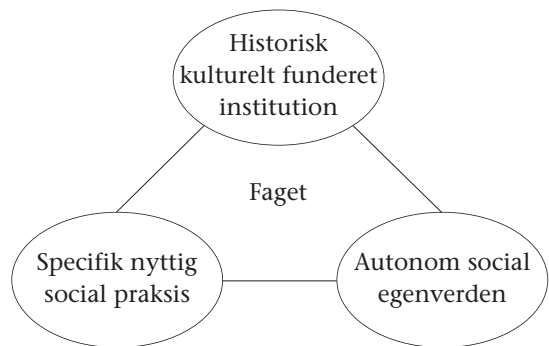 Historisk
kulturelt funderet
institution
Faget
Specifik nyttig
social praksis
Autonom social
egenverden